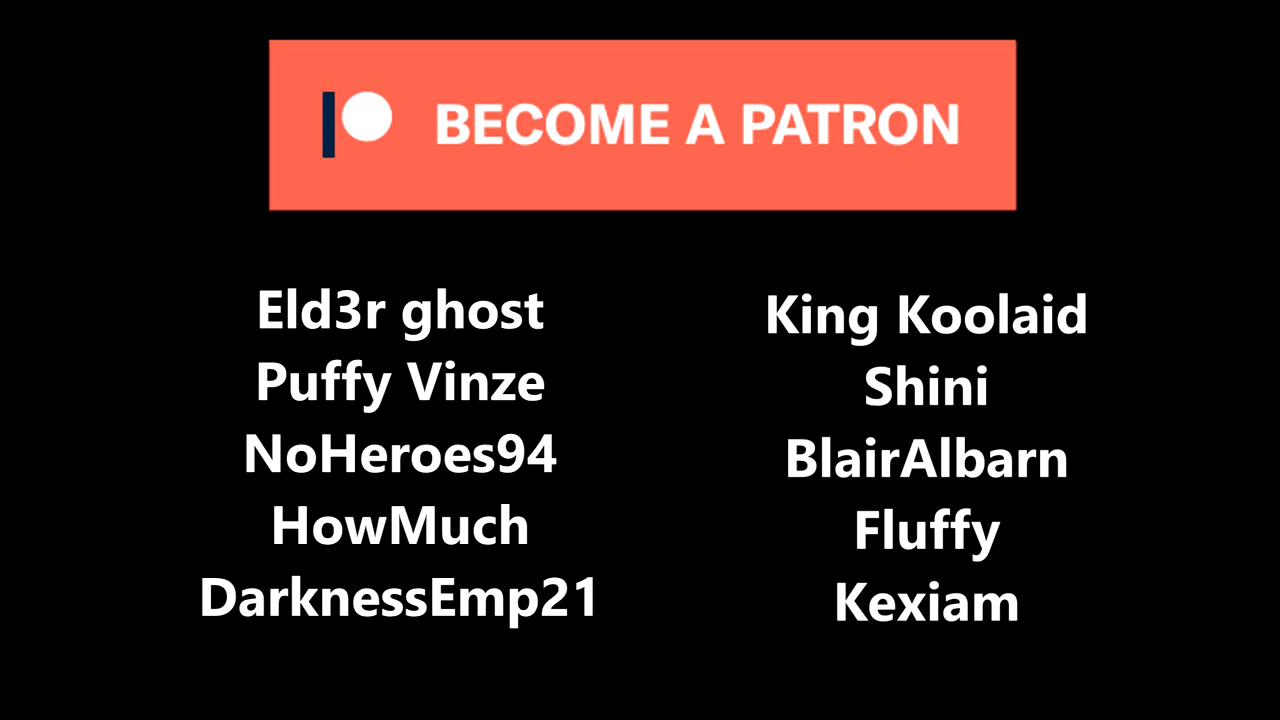 BECOME A PATRON
Eld3r ghost
Puffy Vinze
NoHeroes94
HowMuch
DarknessEmp21
King Koolaid
Shini
BlairAlbarn
Fluffy
Kexiam